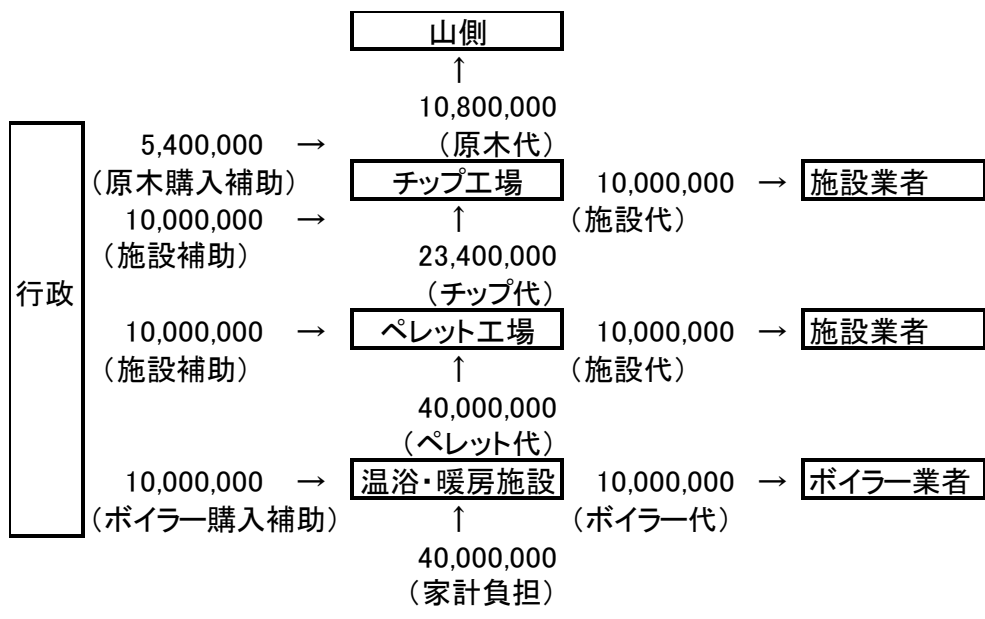 山側
↑
10,800,000
（原木代）
5,400,000 →
（原木購入補助）
チップ工場
10,000,000 →
（施設代）
施設業者
10,000,000 →
（施設補助）
↑
23,400,000
（チップ代）
行政
10,000,000 →
（施設補助）
ペレット工場
10,000,000 →
（施設代）
施設業者
↑
40,000,000
（ペレット代）
10,000,000 →
（ボイラー購入補助）
温浴・暖房施設
10,000,000 →
（ボイラー代）
ボイラー業者
↑
40,000,000
（家計負担）